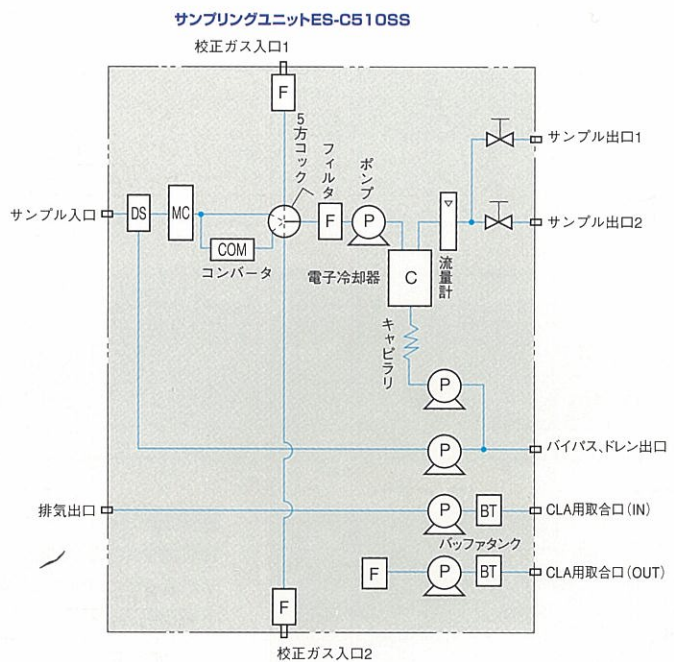 サンプリングユニットES-C510SS
校正ガス入口1
F
5方コック
フィルタ
ポンプ
サンプル出口1
サンプル入口
DS
MC
F
P
サンプル出口2
COM
コンバータ
電子冷却器
C
流量計
キャピラリ
P
P
バイパス、ドレン出口
排気出口
P
BT
CLA用取合口(IN)
バッファタンク
F
P
BT
CLA用取合口(OUT)
F
校正ガス入口2